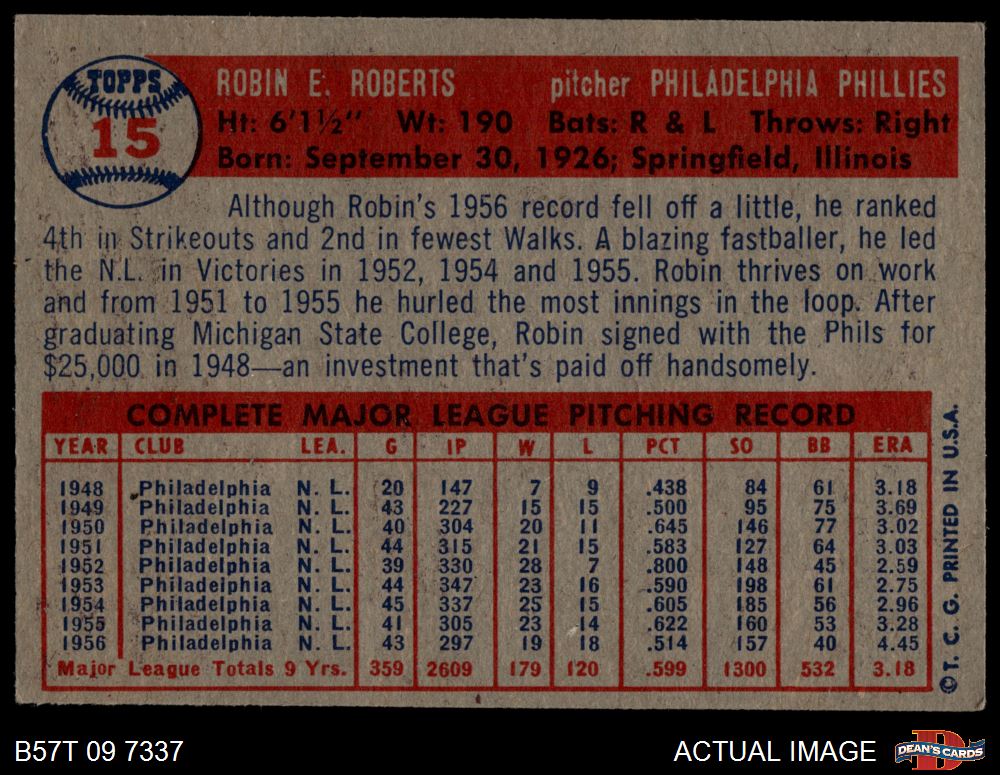 TOPPS
15
ROBIN E. ROBERTS pitcher PHILADELPHIA PHILLIES
Ht: 6'1½" Wt: 190 Bats: R & L Throws: Right
Born: September 30, 1926; Springfield, Illinois
Although Robin's 1956 record fell off a little, he ranked
4th in Strikeouts and 2nd in fewest Walks. A blazing fastballer, he led
the N.L. in Victories in 1952, 1954 and 1955. Robin thrives on work
and from 1951 to 1955 he hurled the most innings in the loop. After
graduating Michigan State College, Robin signed with the Phils for
$25,000 in 1948—an investment that's paid off handsomely.
COMPLETE MAJOR LEAGUE PITCHING RECORD
YEAR CLUB LEA. G IP W L PCT SO BB ERA
1948 Philadelphia N. L. 20 147 7 9 .438 84 61 3.18
1949 Philadelphia N. L. 43 227 15 15 .500 95 75 3.69
1950 Philadelphia N. L. 40 304 20 11 .645 146 77 3.02
1951 Philadelphia N. L. 44 315 21 15 .583 127 64 3.03
1952 Philadelphia N. L. 39 330 28 7 .800 148 45 2.59
1953 Philadelphia N. L. 44 347 23 16 .590 198 61 2.75
1954 Philadelphia N. L. 45 337 25 15 .605 185 56 2.96
1955 Philadelphia N. L. 41 305 23 14 .622 160 53 3.28
1956 Philadelphia N. L. 43 297 19 18 .514 157 40 4.45
Major League Totals 9 Yrs. 359 2609 179 120 .599 1300 532 3.18
©T. C. G. PRINTED IN U.S.A.
B57T 09 7337 ACTUAL IMAGE
D
DEAN'S CARDS